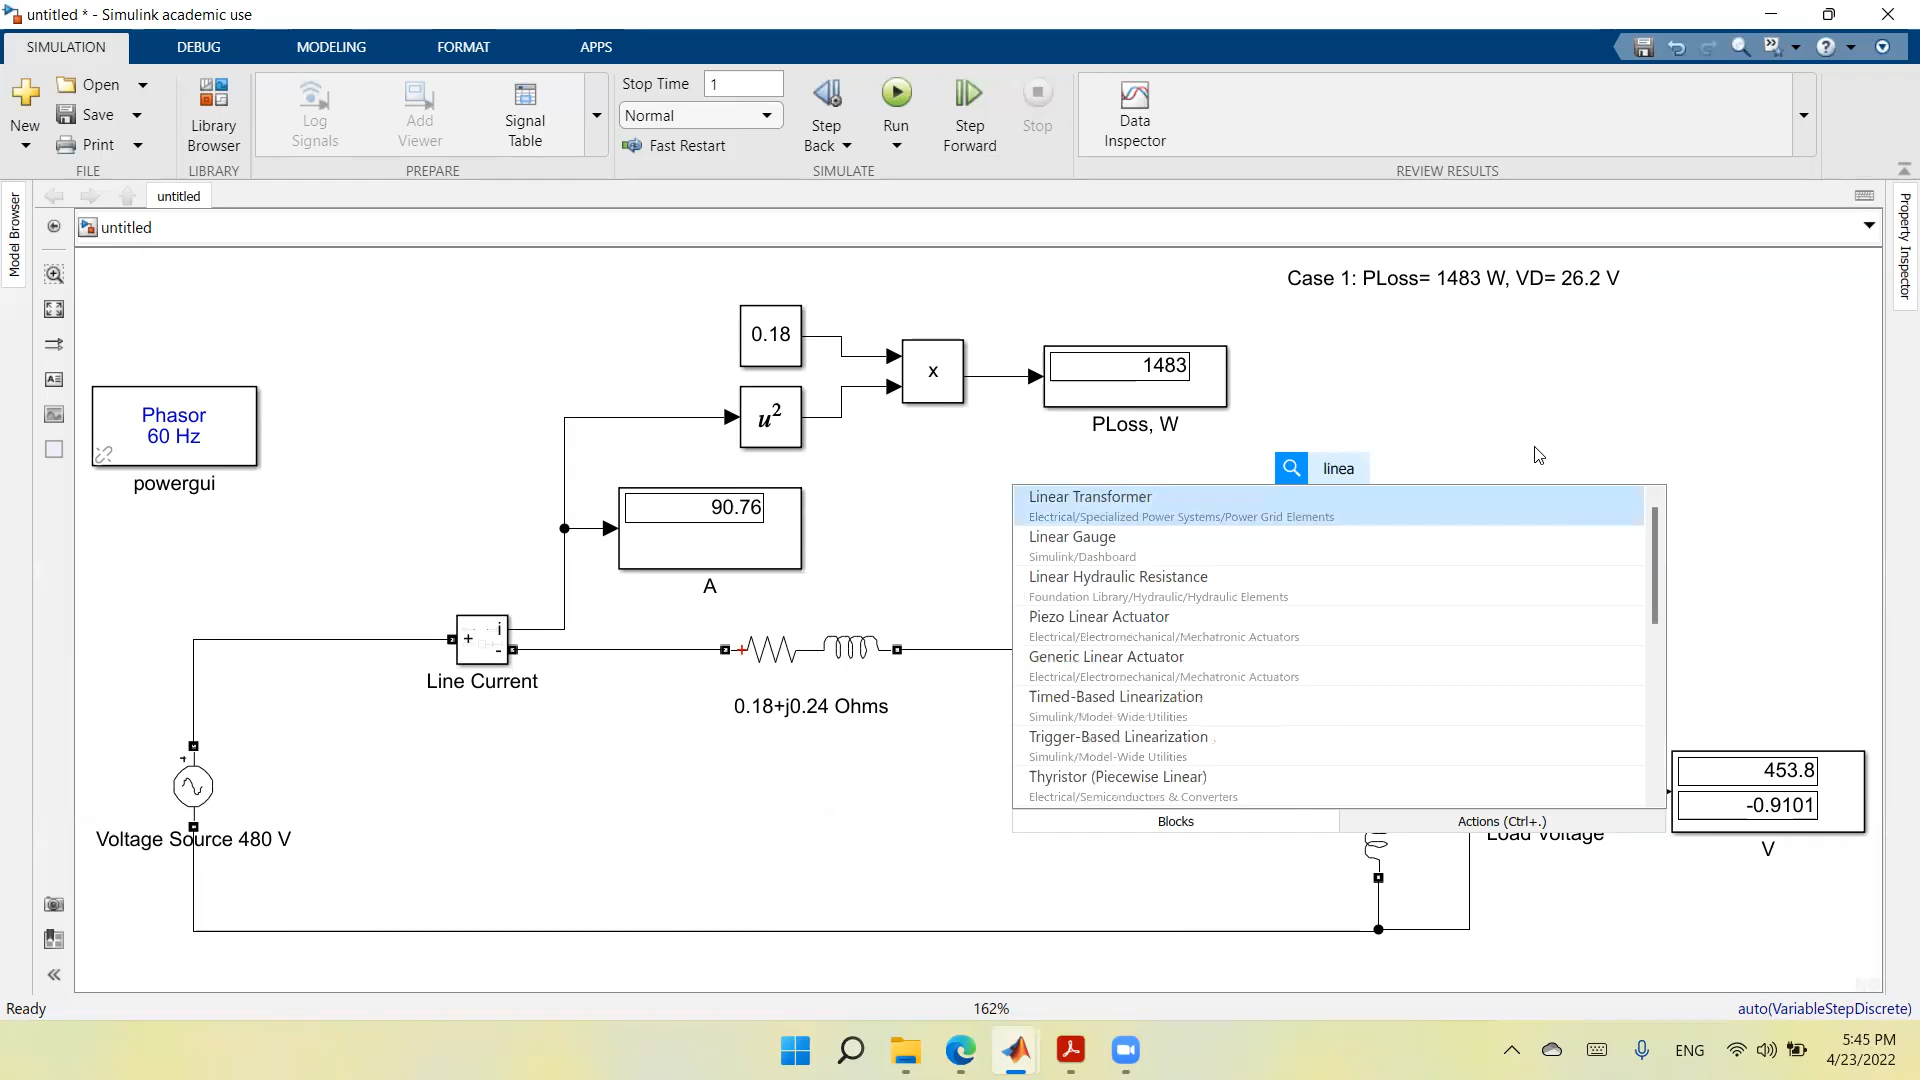 untitled * - Simulink academic use
SIMULATION
DEBUG
MODELING
FORMAT
APPS
New
Open
Save
Print
FILE
Library
Browser
LIBRARY
Log
Signals
Add
Viewer
Signal
Table
PREPARE
Stop Time
1
Normal
Fast Restart
Step
Back
Run
Step
Forward
Stop
SIMULATE
Data
Inspector
REVIEW RESULTS
Model Browser
untitled
untitled
Property Inspector
Case 1: PLoss= 1483 W, VD= 26.2 V
0.18
x
1483
PLoss, W
Phasor
60 Hz
powergui
u2
90.76
A
linea
Linear Transformer
Electrical/Specialized Power Systems/Power Grid Elements
Linear Gauge
Simulink/Dashboard
Linear Hydraulic Resistance
Foundation Library/Hydraulic/Hydraulic Elements
Piezo Linear Actuator
Electrical/Electromechanical/Mechatronic Actuators
Generic Linear Actuator
Electrical/Electromechanical/Mechatronic Actuators
Timed-Based Linearization
Simulink/Model-Wide Utilities
Trigger-Based Linearization
Simulink/Model-Wide Utilities
Thyristor (Piecewise Linear)
Electrical/Semiconductors & Converters
Blocks
Actions (Ctrl+.)
+ i
-
Line Current
+
0.18+j0.24 Ohms
+
Voltage Source 480 V
Load Voltage
453.8
-0.9101
V
Ready
162%
auto(VariableStepDiscrete)
ENG
5:45 PM
4/23/2022